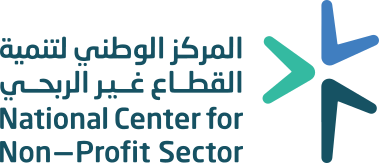 المركز الوطني لتنمية
القطاع غير الربحي
National Center for
Non—Profit Sector